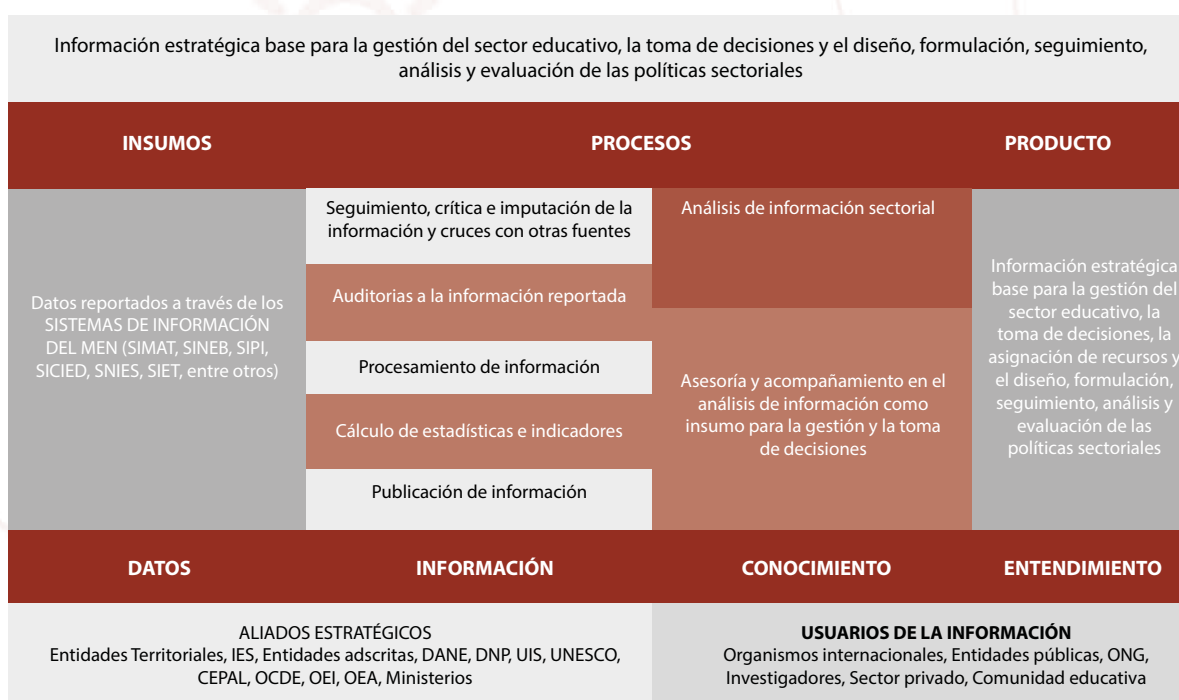 Información estratégica base para la gestión del sector educativo, la toma de decisiones y el diseño, formulación, seguimiento,
análisis y evaluación de las políticas sectoriales
INSUMOS
PROCESOS
PRODUCTO
Datos reportados a través de los
SISTEMAS DE INFORMACIÓN
DEL MEN (SIMAT, SINEB, SIPI,
SICIED, SNIES, SIET, entre otros)
Seguimiento, crítica e imputación de la
información y cruces con otras fuentes
Auditorias a la información reportada
Procesamiento de información
Cálculo de estadísticas e indicadores
Publicación de información
Análisis de información sectorial
Asesoría y acompañamiento en el
análisis de información como
insumo para la gestión y la toma
de decisiones
Información estratégica
base para la gestión del
sector educativo, la
toma de decisiones, la
asignación de recursos y
el diseño, formulación,
seguimiento, análisis y
evaluación de las
políticas sectoriales
DATOS
INFORMACIÓN
CONOCIMIENTO
ENTENDIMIENTO
ALIADOS ESTRATÉGICOS
Entidades Territoriales, IES, Entidades adscritas, DANE, DNP, UIS, UNESCO,
CEPAL, OCDE, OEI, OEA, Ministerios
USUARIOS DE LA INFORMACIÓN
Organismos internacionales, Entidades públicas, ONG,
Investigadores, Sector privado, Comunidad educativa